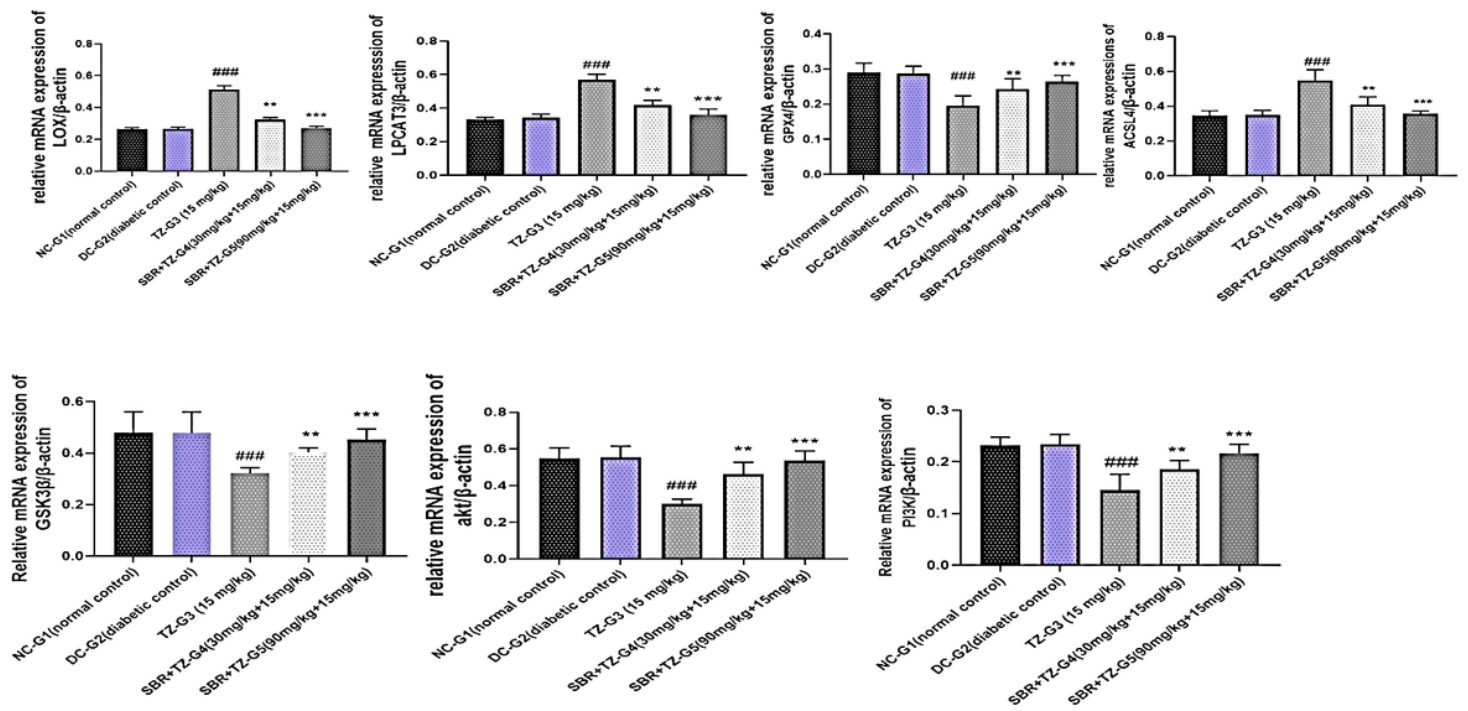 relative mRNA expression of
LOX/β-actin
0.8
0.6
0.4
0.2
0.0
###
**
***
NC-G1(normal control)
DC-G2(diabetic control)
TZ-G3 (15 mg/kg)
SBR+TZ-G4(30mg/kg+15mg/kg)
SBR+TZ-G5(90mg/kg+15mg/kg)
relative mRNA expresssion of
LPCAT3/β-actin
0.8
0.6
0.4
0.2
0.0
###
**
***
NC-G1(normal control)
DC-G2(diabetic control)
TZ-G3 (15 mg/kg)
SBR+TZ-G4(30mg/kg+15mg/kg)
SBR+TZ-G5(90mg/kg+15mg/kg)
relative mRNA expression of
GPX4/β-actin
0.4
0.3
0.2
0.1
0.0
###
**
***
NC-G1(normal control)
DC-G2(diabetic control)
TZ-G3 (15 mg/kg)
SBR+TZ-G4(30mg/kg+15mg/kg)
SBR+TZ-G5(90mg/kg+15mg/kg)
relative mRNA expressions of
ACSL4/β-actin
0.8
0.6
0.4
0.2
0.0
###
**
***
NC-G1(normal control)
DC-G2(diabetic control)
TZ-G3 (15 mg/kg)
SBR+TZ-G4(30mg/kg+15mg/kg)
SBR+TZ-G5(90mg/kg+15mg/kg)
Relative mRNA expression of
GSK3β/β-actin
0.6
0.4
0.2
0.0
###
**
***
NC-G1(normal control)
DC-G2(diabetic control)
TZ-G3 (15 mg/kg)
SBR+TZ-G4(30mg/kg+15mg/kg)
SBR+TZ-G5(90mg/kg+15mg/kg)
relative mRNA expression of
akt/β-actin
0.8
0.6
0.4
0.2
0.0
###
**
***
NC-G1(normal control)
DC-G2(diabetic control)
TZ-G3 (15 mg/kg)
SBR+TZ-G4(30mg/kg+15mg/kg)
SBR+TZ-G5(90mg/kg+15mg/kg)
Relative mRNA expression of
PI3K/β-actin
0.3
0.2
0.1
0.0
###
**
***
NC-G1(normal control)
DC-G2(diabetic control)
TZ-G3 (15 mg/kg)
SBR+TZ-G4(30mg/kg+15mg/kg)
SBR+TZ-G5(90mg/kg+15mg/kg)